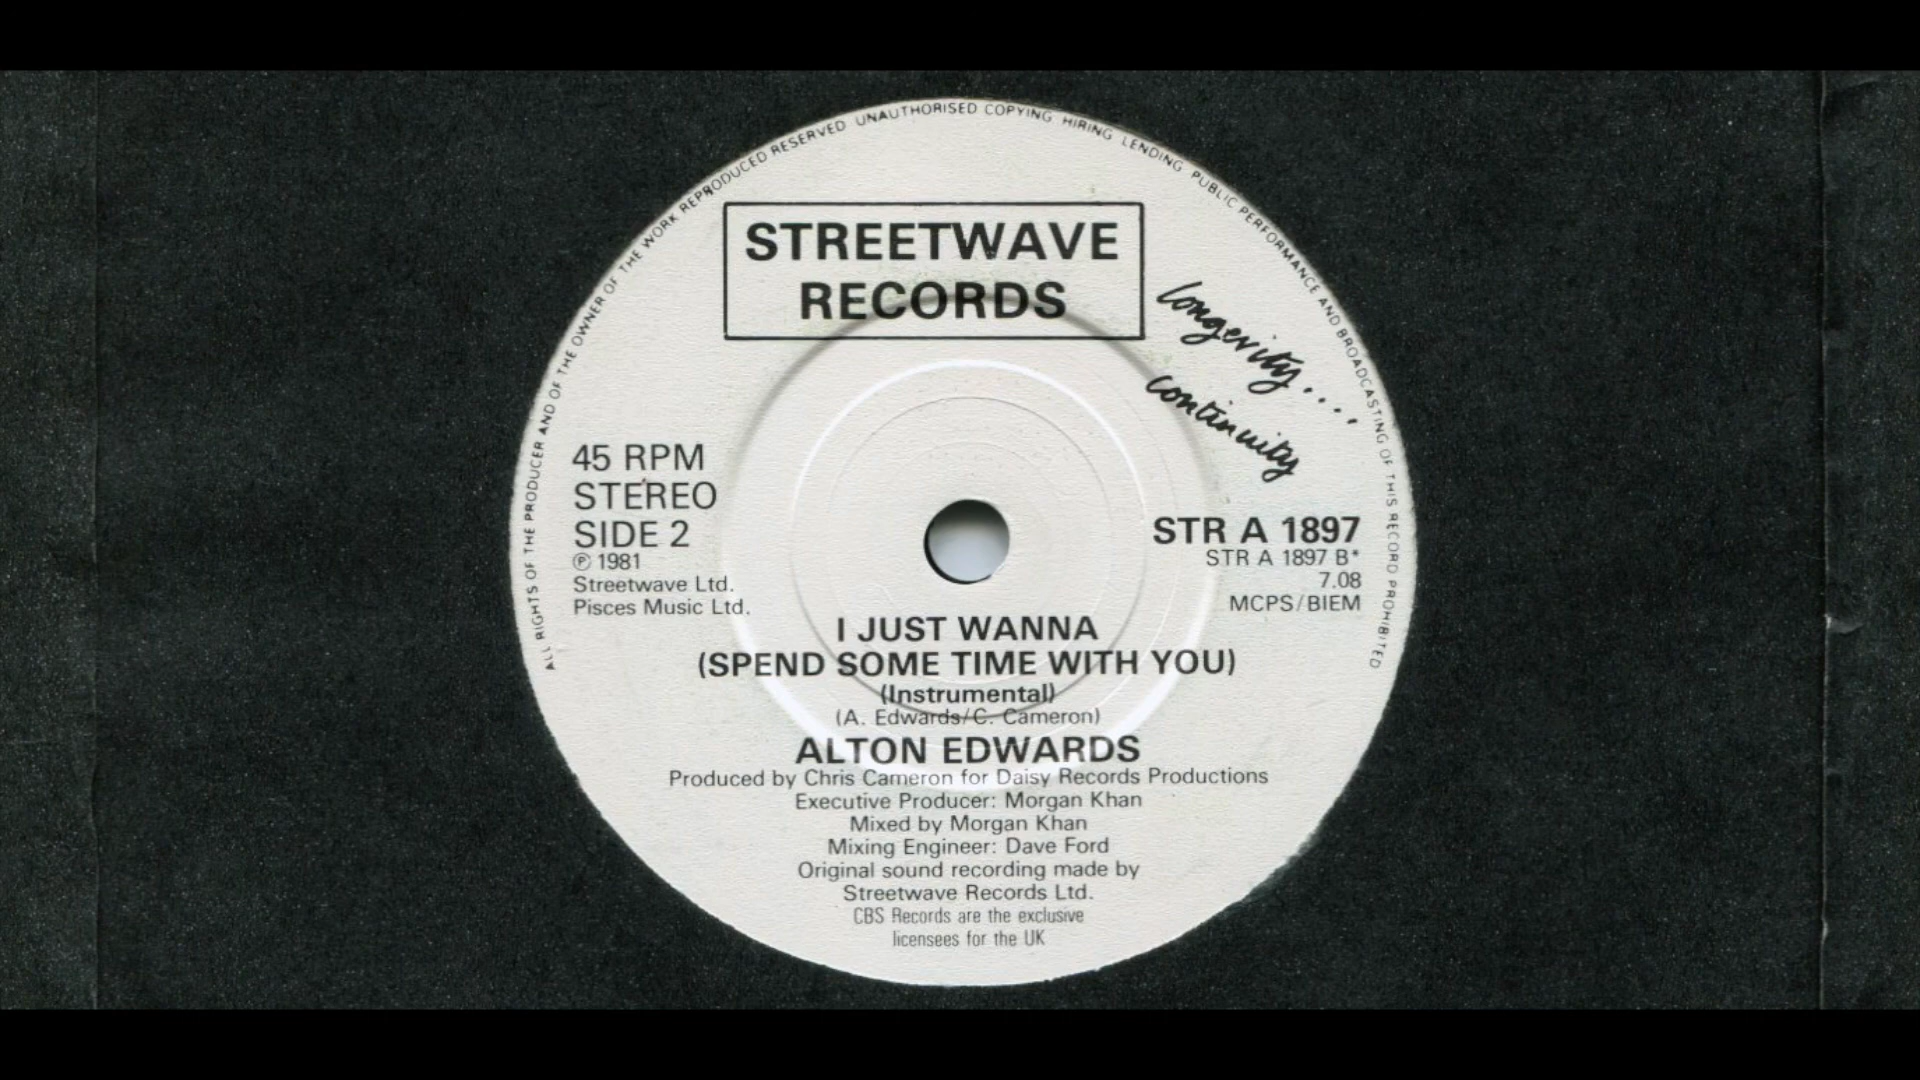 ALL RIGHTS OF THE PRODUCER AND OF THE OWNER OF THE WORK REPRODUCED RESERVED UNAUTHORISED COPYING HIRING LENDING PUBLIC PERFORMANCE AND BROADCASTING OF THIS RECORD PROHIBITED
STREETWAVE
RECORDS
longevity....
continuity
45 RPM
STEREO
SIDE 2
℗ 1981
Streetwave Ltd.
Pisces Music Ltd.
STR A 1897
STR A 1897 B*
7.08
MCPS/BIEM
I JUST WANNA
(SPEND SOME TIME WITH YOU)
(Instrumental)
(A. Edwards/C. Cameron)
ALTON EDWARDS
Produced by Chris Cameron for Daisy Records Productions
Executive Producer: Morgan Khan
Mixed by Morgan Khan
Mixing Engineer: Dave Ford
Original sound recording made by
Streetwave Records Ltd.
CBS Records are the exclusive
licensees for the UK